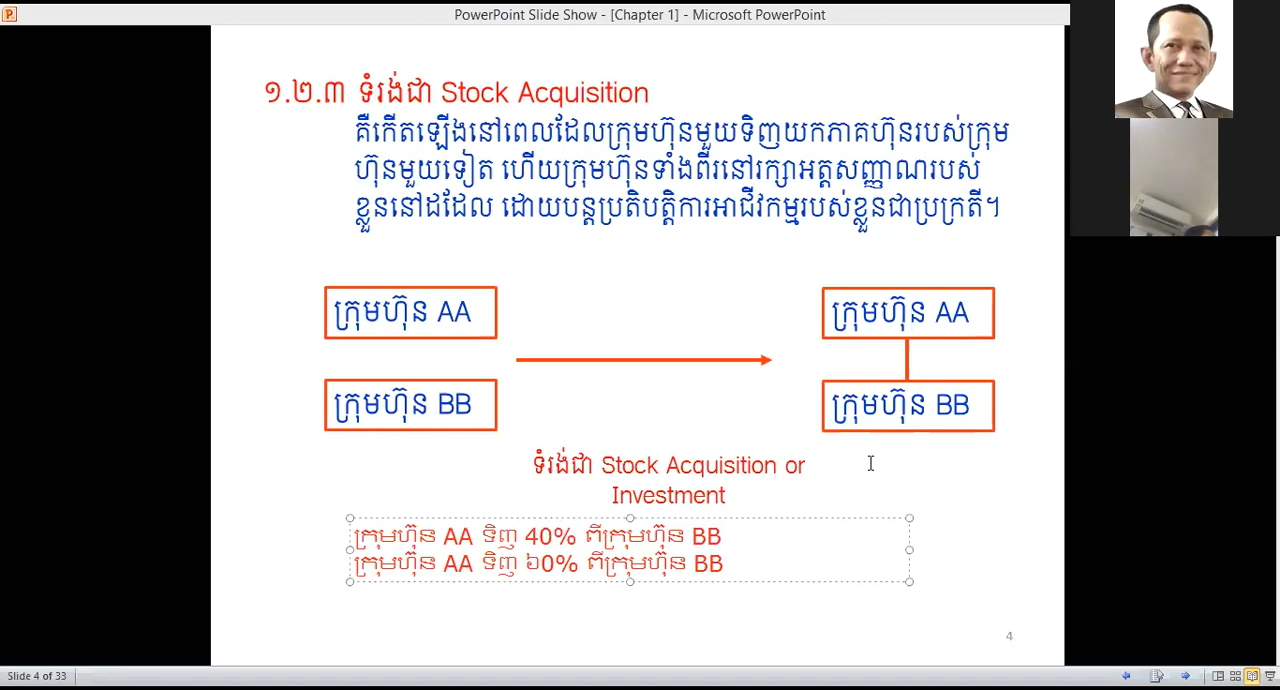 PowerPoint Slide Show - [Chapter 1] - Microsoft PowerPoint
១.២.៣ ទំរង់ជា Stock Acquisition
គឺកើតឡើងនៅពេលដែលក្រុមហ៊ុនមួយទិញយកភាគហ៊ុនរបស់ក្រុម
ហ៊ុនមួយទៀត ហើយក្រុមហ៊ុនទាំងពីរនៅរក្សាអត្តសញ្ញាណរបស់
ខ្លួននៅដដែល ដោយបន្តប្រតិបត្តិការអាជីវកម្មរបស់ខ្លួនជាប្រក្រតី។
ក្រុមហ៊ុន AA
ក្រុមហ៊ុន AA
ក្រុមហ៊ុន BB
ក្រុមហ៊ុន BB
ទំរង់ជា Stock Acquisition or
Investment
ក្រុមហ៊ុន AA ទិញ 40% ពីក្រុមហ៊ុន BB
ក្រុមហ៊ុន AA ទិញ ៦0% ពីក្រុមហ៊ុន BB
4
Slide 4 of 33